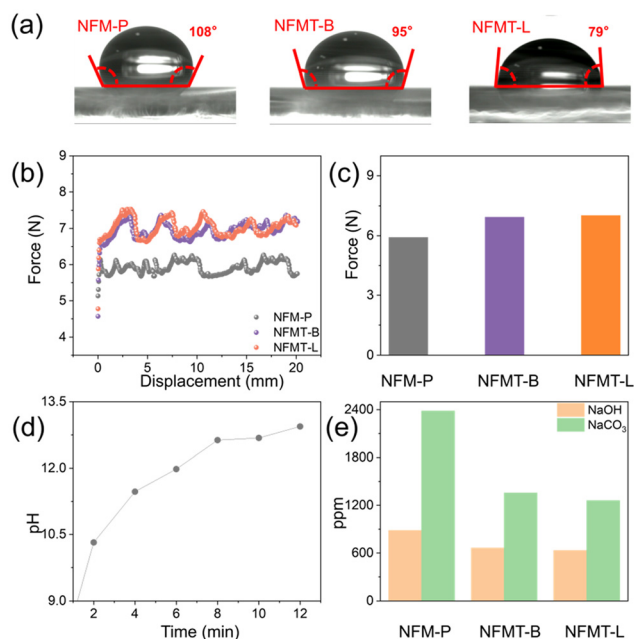 (a)
NFM-P
108°
NFMT-B
95°
NFMT-L
79°
(b)
9
7.5
6
4.5
Force (N)
0
5
10
15
20
Displacement (mm)
NFM-P
NFMT-B
NFMT-L
(c)
9
6
3
0
Force (N)
NFM-P
NFMT-B
NFMT-L
(d)
13.5
12.0
10.5
9.0
pH
2
4
6
8
10
12
Time (min)
(e)
2400
1800
1200
600
0
ppm
NaOH
NaCO₃
NFM-P
NFMT-B
NFMT-L